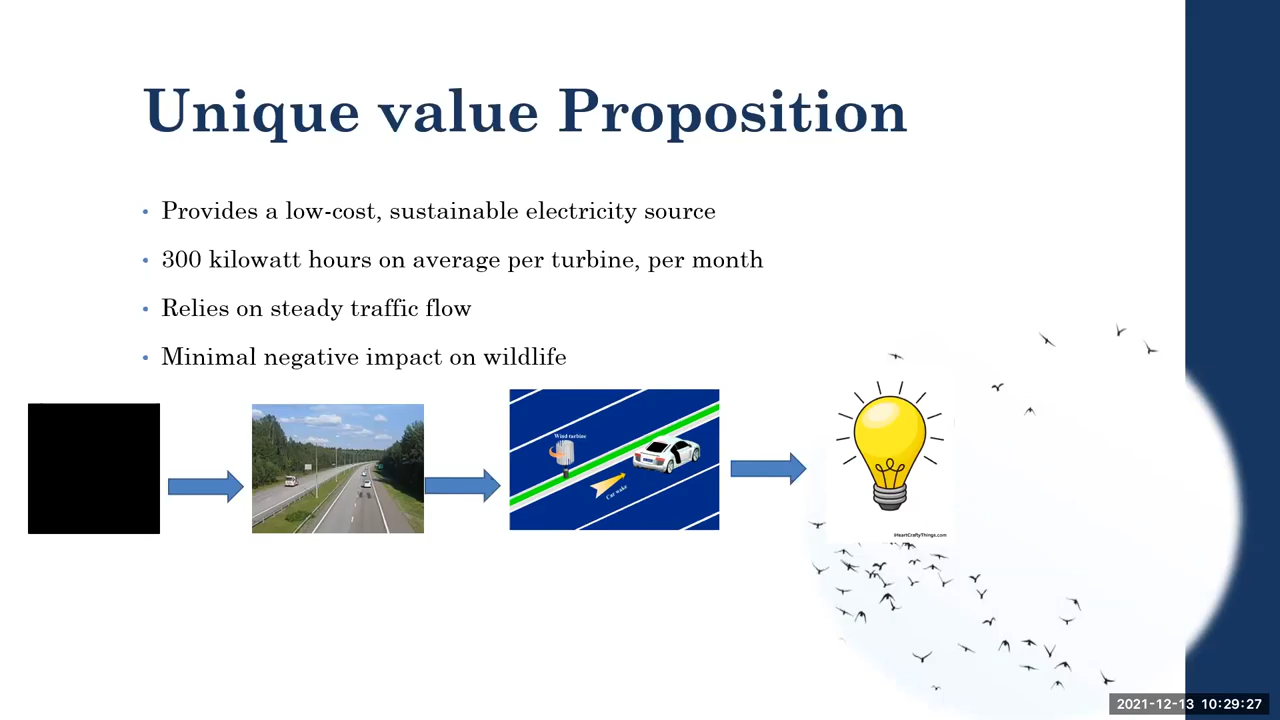 Unique value Proposition
• Provides a low-cost, sustainable electricity source
• 300 kilowatt hours on average per turbine, per month
• Relies on steady traffic flow
• Minimal negative impact on wildlife
Wind turbine
Car wake
iHeartCraftyThings.com
2021-12-13 10:29:27